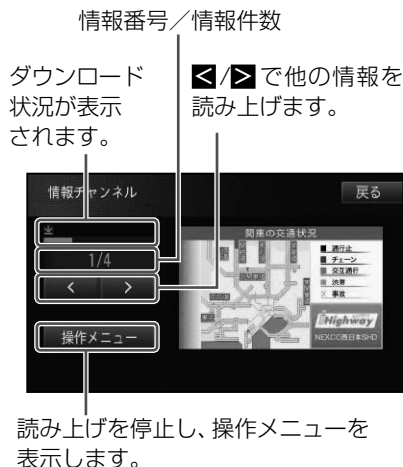 情報番号／情報件数
ダウンロード
状況が表示
されます。
＜/＞で他の情報を
読み上げます。
情報チャンネル
戻る
関東の交通状況
1/4
< >
操作メニュー
■ 通行止
■ チェーン
■ 交互通行
■ 渋滞
× 事故
iHighway
NEXCO西日本SHD
読み上げを停止し、操作メニューを
表示します。